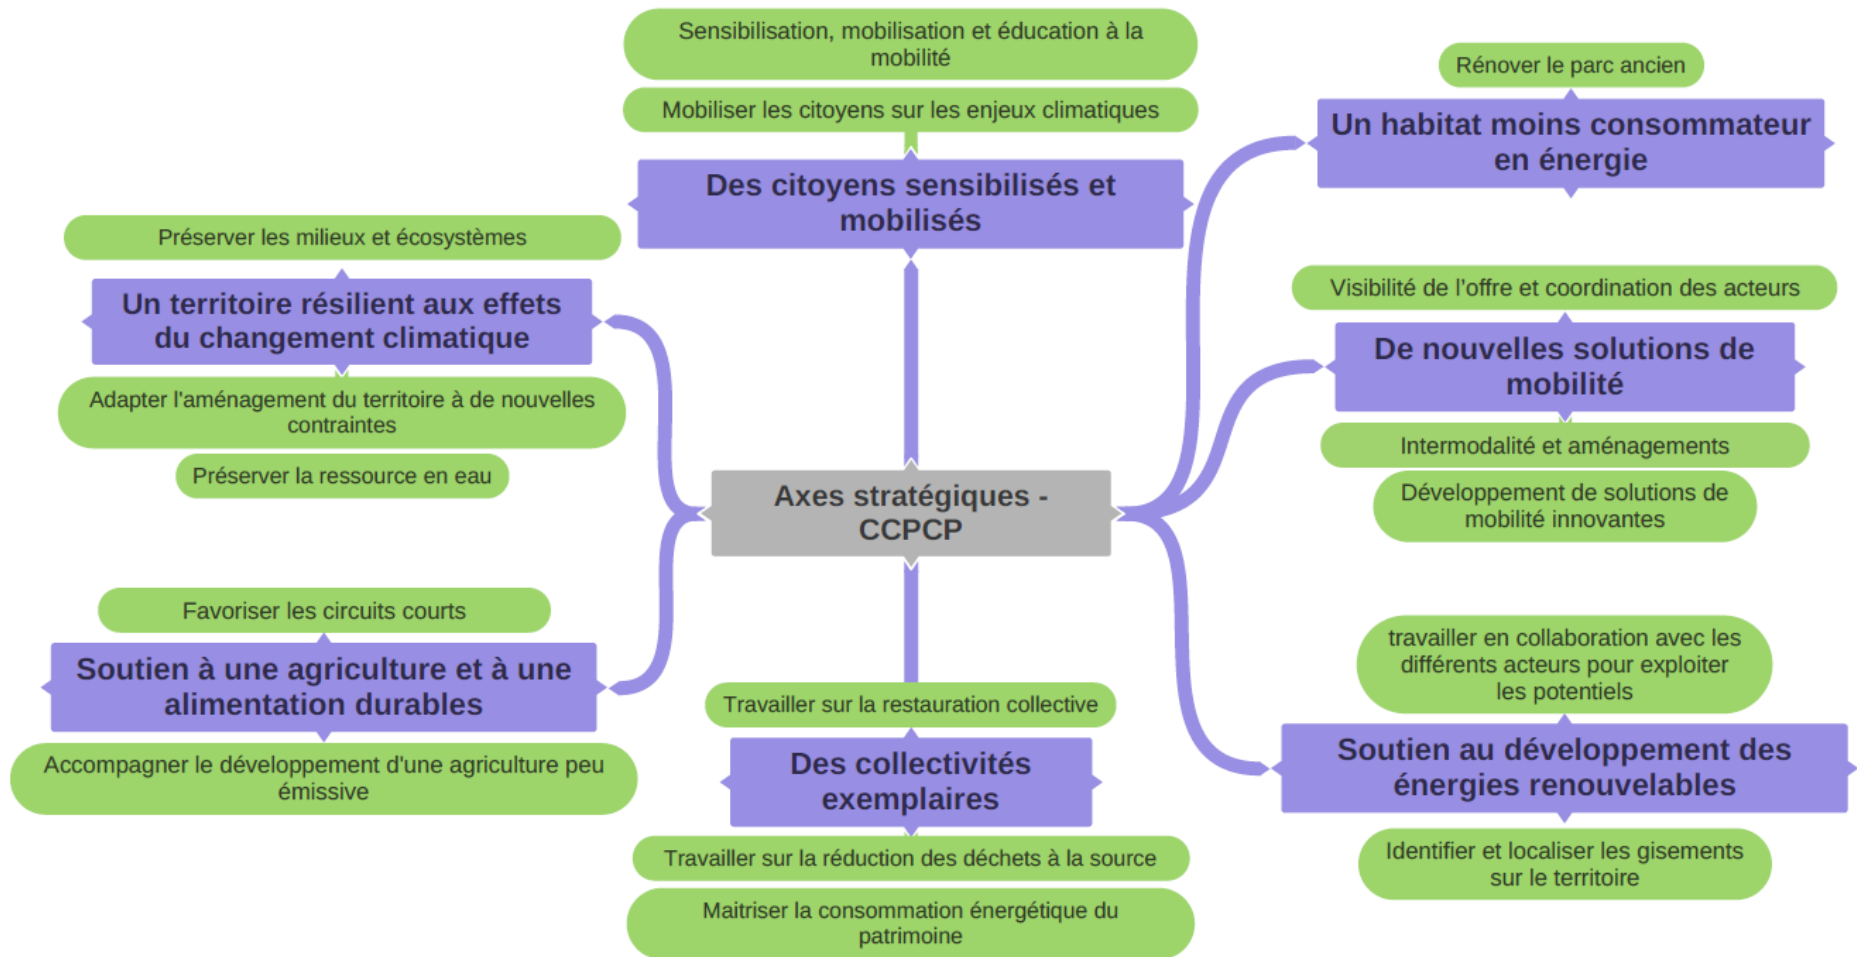 Sensibilisation, mobilisation et éducation à la
mobilité
Mobiliser les citoyens sur les enjeux climatiques
Des citoyens sensibilisés et
mobilisés
Rénover le parc ancien
Un habitat moins consommateur
en énergie
Préserver les milieux et écosystèmes
Un territoire résilient aux effets
du changement climatique
Adapter l'aménagement du territoire à de nouvelles
contraintes
Préserver la ressource en eau
Visibilité de l'offre et coordination des acteurs
De nouvelles solutions de
mobilité
Intermodalité et aménagements
Développement de solutions de
mobilité innovantes
Axes stratégiques -
CCPCP
Favoriser les circuits courts
Soutien à une agriculture et à une
alimentation durables
Accompagner le développement d'une agriculture peu
émissive
Travailler sur la restauration collective
Des collectivités
exemplaires
Travailler sur la réduction des déchets à la source
Maitriser la consommation énergétique du
patrimoine
travailler en collaboration avec les
différents acteurs pour exploiter
les potentiels
Soutien au développement des
énergies renouvelables
Identifier et localiser les gisements
sur le territoire